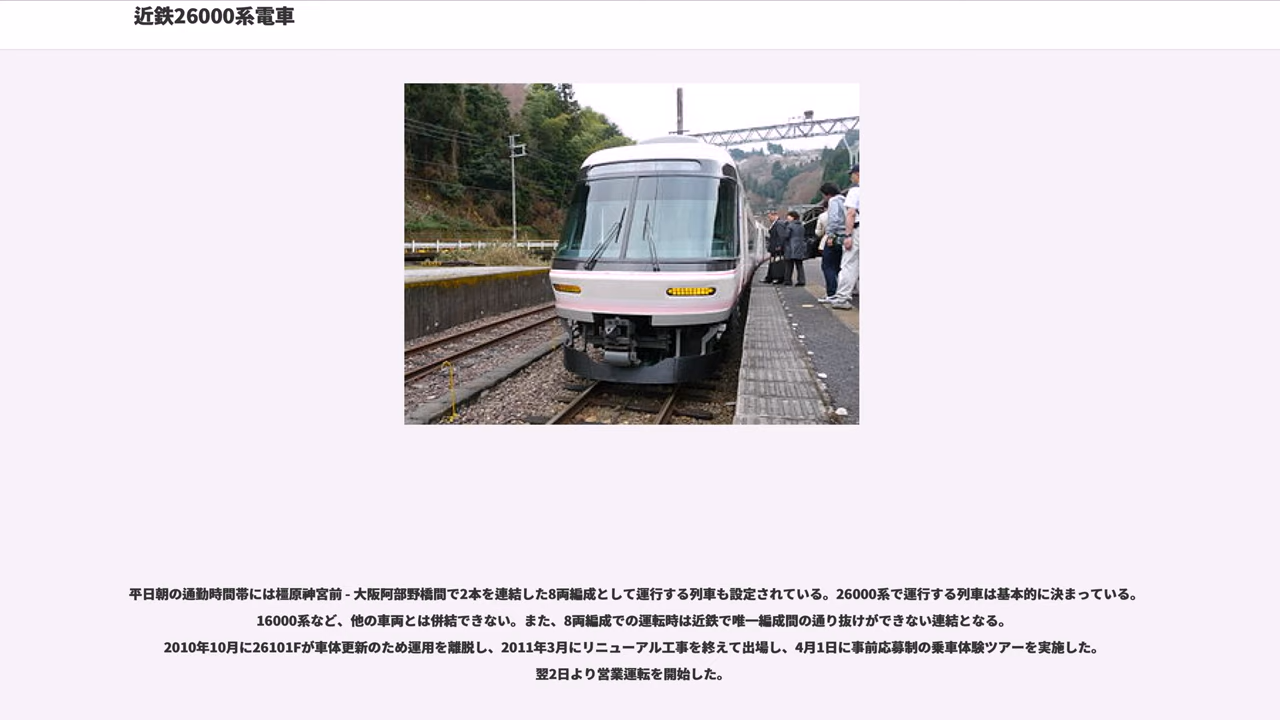 近鉄26000系電車
平日朝の通勤時間帯には橿原神宮前 - 大阪阿部野橋間で2本を連結した8両編成として運行する列車も設定されている。26000系で運行する列車は基本的に決まっている。
16000系など、他の車両とは併結できない。また、8両編成での運転時は近鉄で唯一編成間の通り抜けができない連結となる。
2010年10月に26101Fが車体更新のため運用を離脱し、2011年3月にリニューアル工事を終えて出場し、4月1日に事前応募制の乗車体験ツアーを実施した。
翌2日より営業運転を開始した。